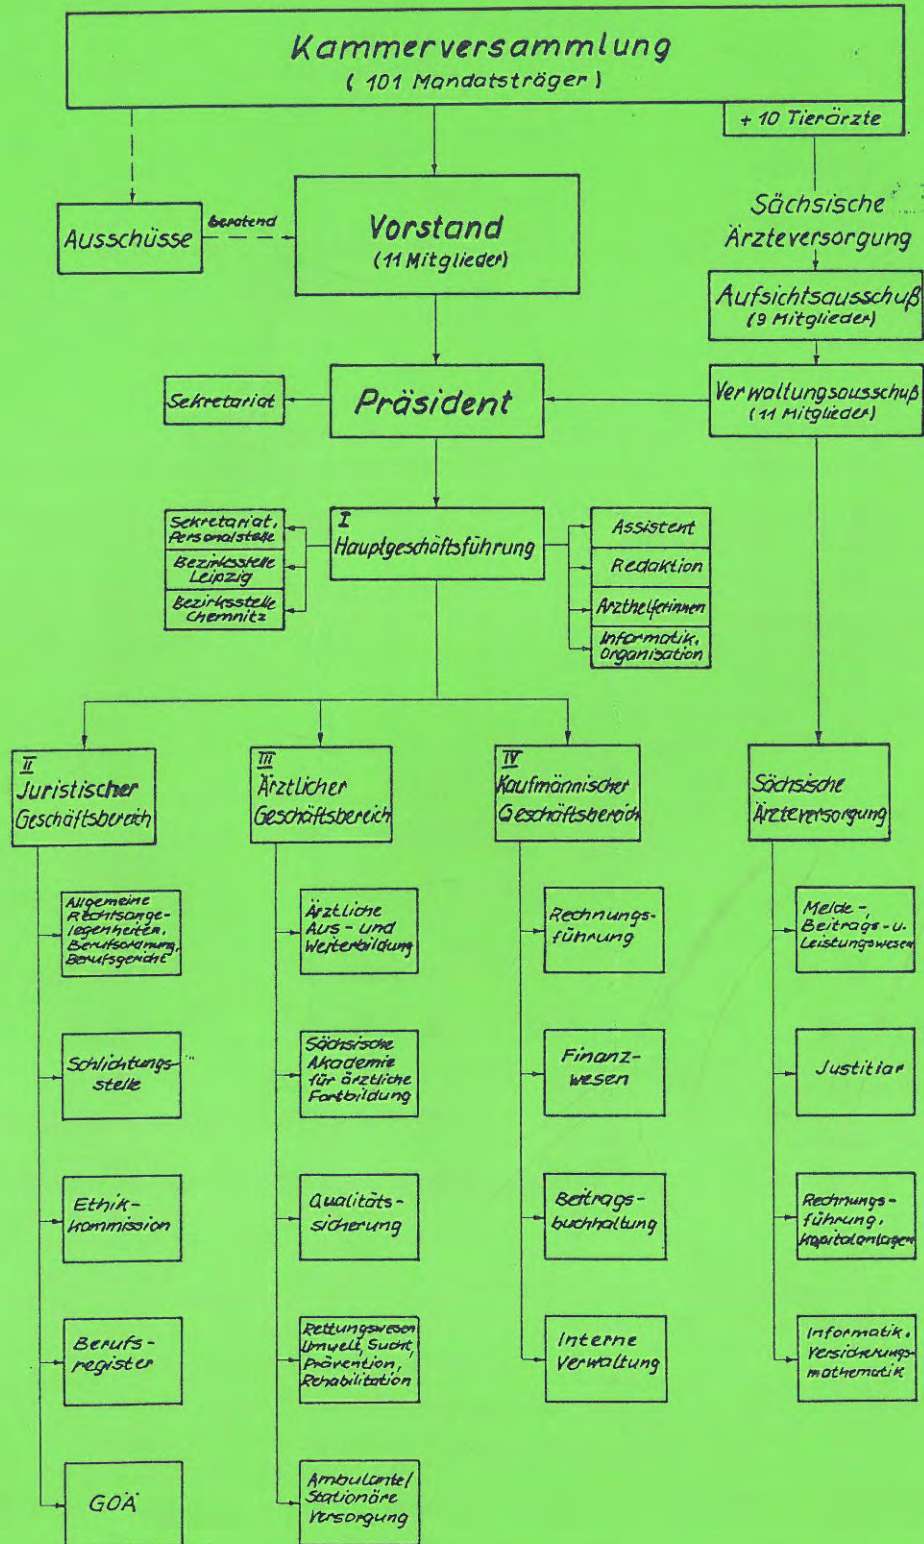 Kammerversammlung
( 101 Mandatsträger )
+ 10 Tierärzte
Ausschüsse
beratend
Vorstand
(11 Mitglieder)
Sächsische
Ärzteversorgung
Aufsichtsausschuß
(9 Mitglieder)
Sekretariat
Präsident
Verwaltungsausschuß
(11 Mitglieder)
Sekretariat,
Personalstelle
Bezirksstelle
Leipzig
Bezirksstelle
Chemnitz
I
Hauptgeschäftsführung
Assistent
Redaktion
Arzthelferinnen
Informatik,
Organisation
II
Juristischer
Geschäftsbereich
III
Ärztlicher
Geschäftsbereich
IV
Kaufmännischer
Geschäftsbereich
Sächsische
Ärzteversorgung
Allgemeine
Rechtsange-
legenheiten,
Berufsordnung,
Berufsgericht
Ärztliche
Aus- und
Weiterbildung
Rechnungs-
führung
Melde-,
Beitrags- u.
Leistungswesen
Schlichtungs-
stelle
Sächsische
Akademie
für ärztliche
Fortbildung
Finanz-
wesen
Justitiar
Ethik-
kommission
Qualitäts-
sicherung
Beitrags-
buchhaltung
Rechnungs-
führung,
Kapitalanlagen
Berufs-
register
Rettungswesen
Umwelt, Sucht,
Prävention,
Rehabilitation
Interne
Verwaltung
Informatik,
Versicherungs-
mathematik
GOÄ
Ambulante/
Stationäre
Versorgung